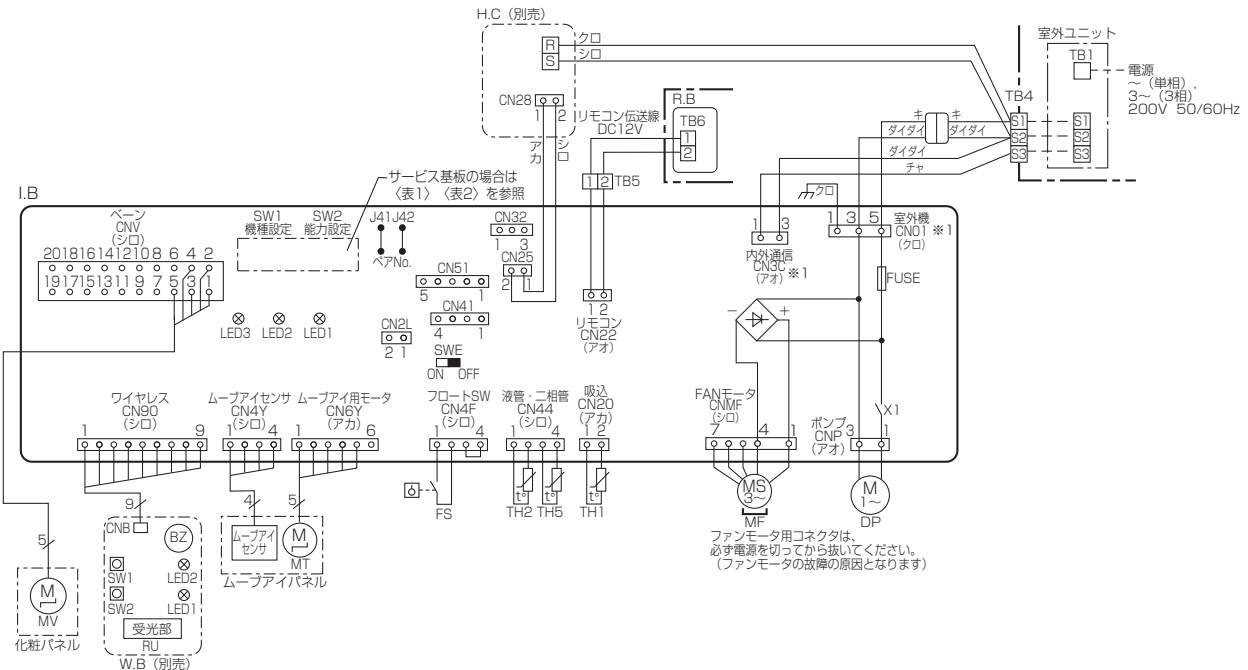 H.C（別売）
R
S
クロ
シロ
CN28
1 2
アカ
シロ
リモコン伝送線
DC12V
R.B
TB6
1
2
1 2 TB5
室外ユニット
TB1
電源
～（単相）,
3～（3相）
200V 50/60Hz
TB4
キ キ
ダイダイ ダイダイ
ダイダイ
チャ
S1 S1
S2 S2
S3 S3
サービス基板の場合は
〈表1〉〈表2〉を参照
I.B
ベーン
CNV
（シロ）
20 18 16 14 12 10 8 6 4 2
19 17 15 13 11 9 7 5 3 1
SW1
機種設定
SW2
能力設定
J41 J42
ペアNo.
CN32
1 3
CN25
2 1
CN51
5 1
CN41
4 1
LED3 LED2 LED1
CN2L
2 1
SWE
ON OFF
1 2
リモコン
CN22
（アオ）
クロ
1 3
内外通信
CN3C ※1
（アオ）
1 3 5
室外機
CN01 ※1
（クロ）
FUSE
－ ＋
X1
ワイヤレス
CN90
（シロ）
1 9
ムーブアイセンサ
CN4Y
（シロ）
1 4
ムーブアイ用モータ
CN6Y
（アカ）
1 6
フロートSW
CN4F
（シロ）
1 4
液管・二相管
CN44
（シロ）
1 4
吸込
CN20
（アカ）
1 2
FANモータ
CNMF
（シロ）
7 4 1
ポンプ
CNP
（アオ）
3 1
FS
t° t° t°
TH2 TH5 TH1
MS
3～
MF
M
1～
DP
ファンモータ用コネクタは、
必ず電源を切ってから抜いてください。
（ファンモータの故障の原因となります）
5
M
MV
化粧パネル
9
CNB
BZ
SW1
SW2
LED2
LED1
受光部
RU
W.B（別売）
4
ムーブアイ
センサ
5
M
MT
ムーブアイパネル